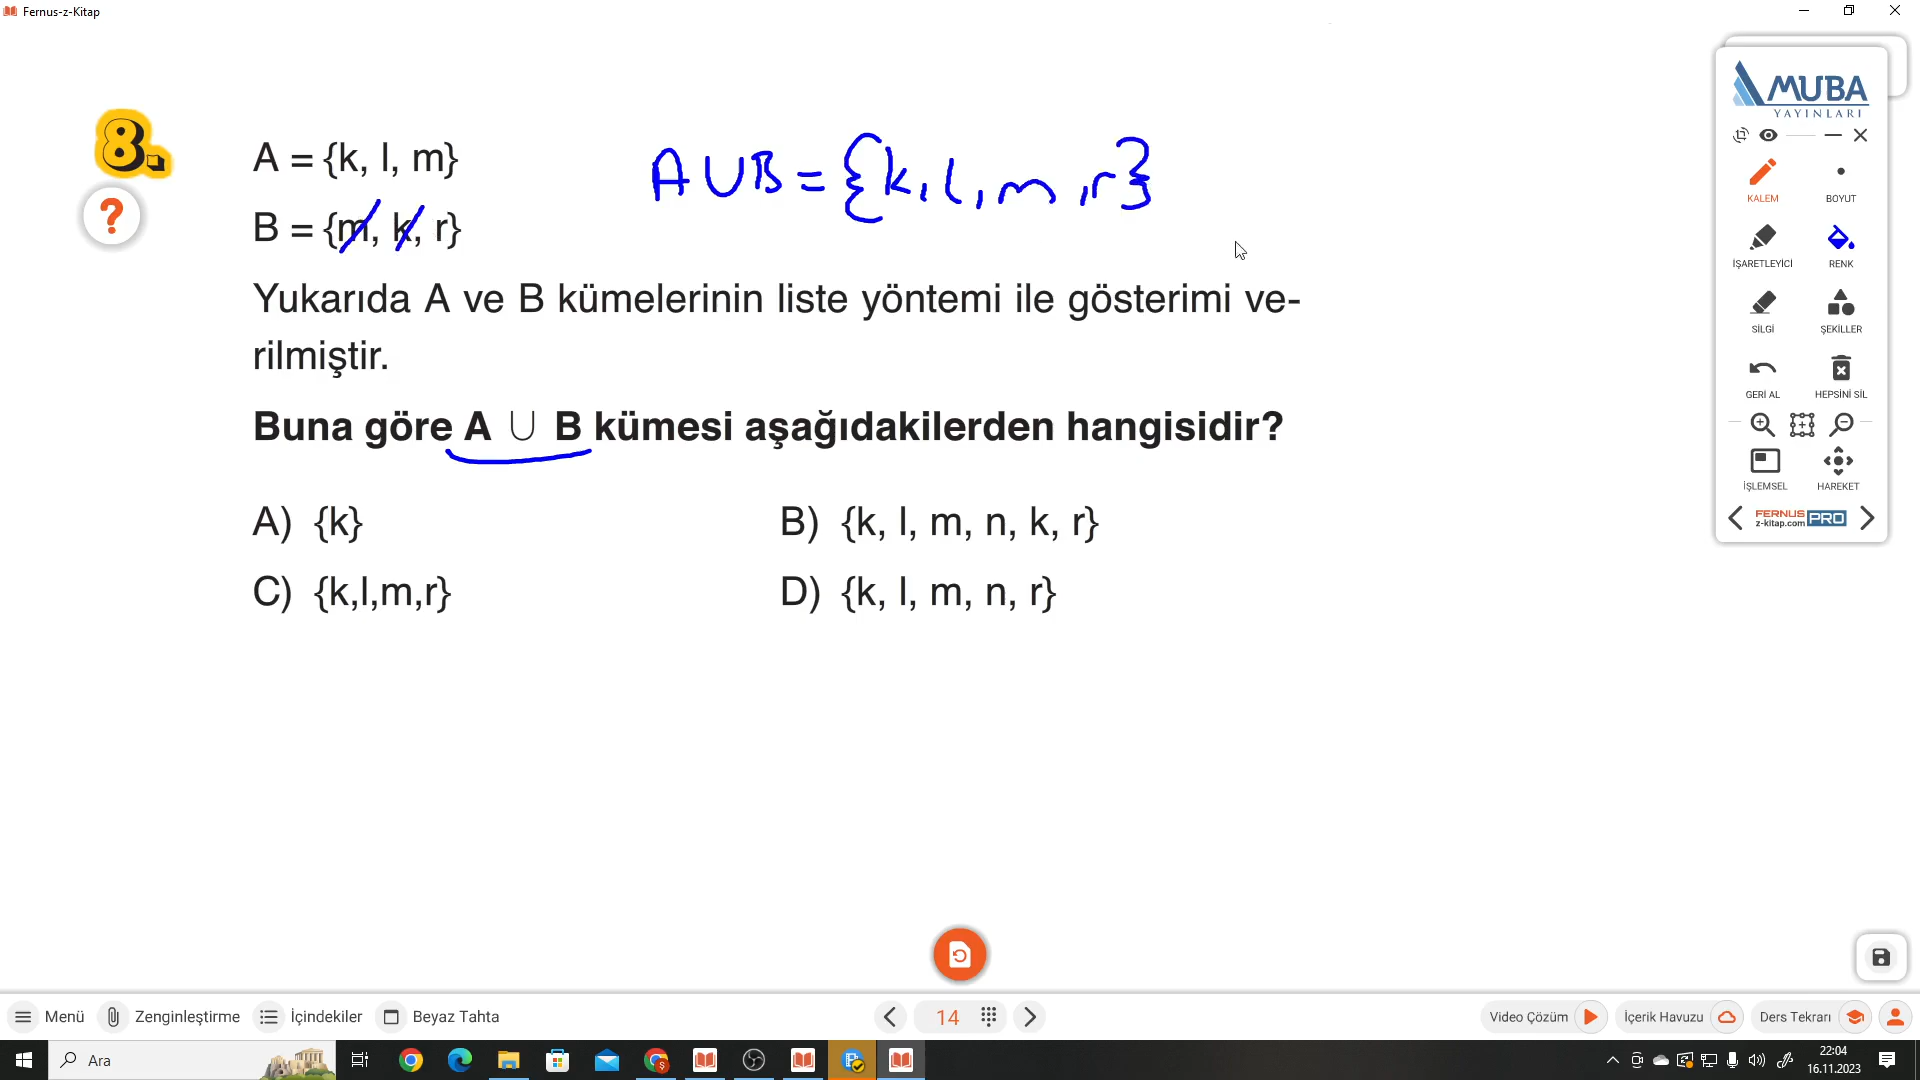 Fernus-z-Kitap
8.
A = {k, l, m}
A∪B = {k, l, m, r}
B = {m, k, r}
?
Yukarıda A ve B kümelerinin liste yöntemi ile gösterimi ve-
rilmiştir.
Buna göre A ∪ B kümesi aşağıdakilerden hangisidir?
A) {k}
B) {k, l, m, n, k, r}
C) {k,l,m,r}
D) {k, l, m, n, r}
MUBA
YAYINLARI
KALEM
BOYUT
İŞARETLEYİCİ
RENK
SİLGİ
ŞEKİLLER
GERİ AL
HEPSİNİ SİL
İŞLEMSEL
HAREKET
FERNUS
z-kitap.com PRO
Menü
Zenginleştirme
İçindekiler
Beyaz Tahta
14
Video Çözüm
İçerik Havuzu
Ders Tekrarı
Ara
22:04
16.11.2023